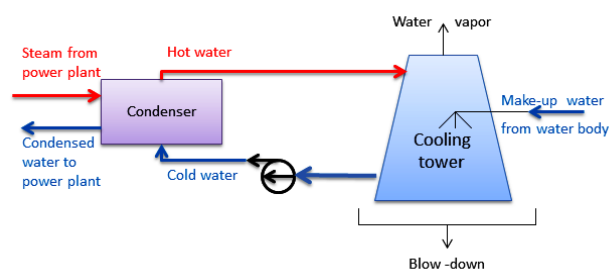 Water vapor
Steam from
power plant
Hot water
Condenser
Make-up water
from water body
Cooling
tower
Condensed
water to
power plant
Cold water
Blow -down